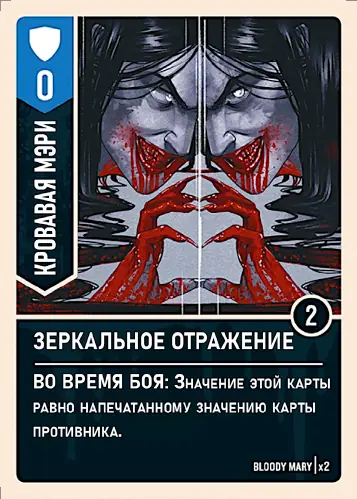 0
КРОВАВАЯ МЭРИ
2
ЗЕРКАЛЬНОЕ ОТРАЖЕНИЕ
ВО ВРЕМЯ БОЯ: Значение этой карты
равно напечатанному значению карты
противника.
BLOODY MARY | x2